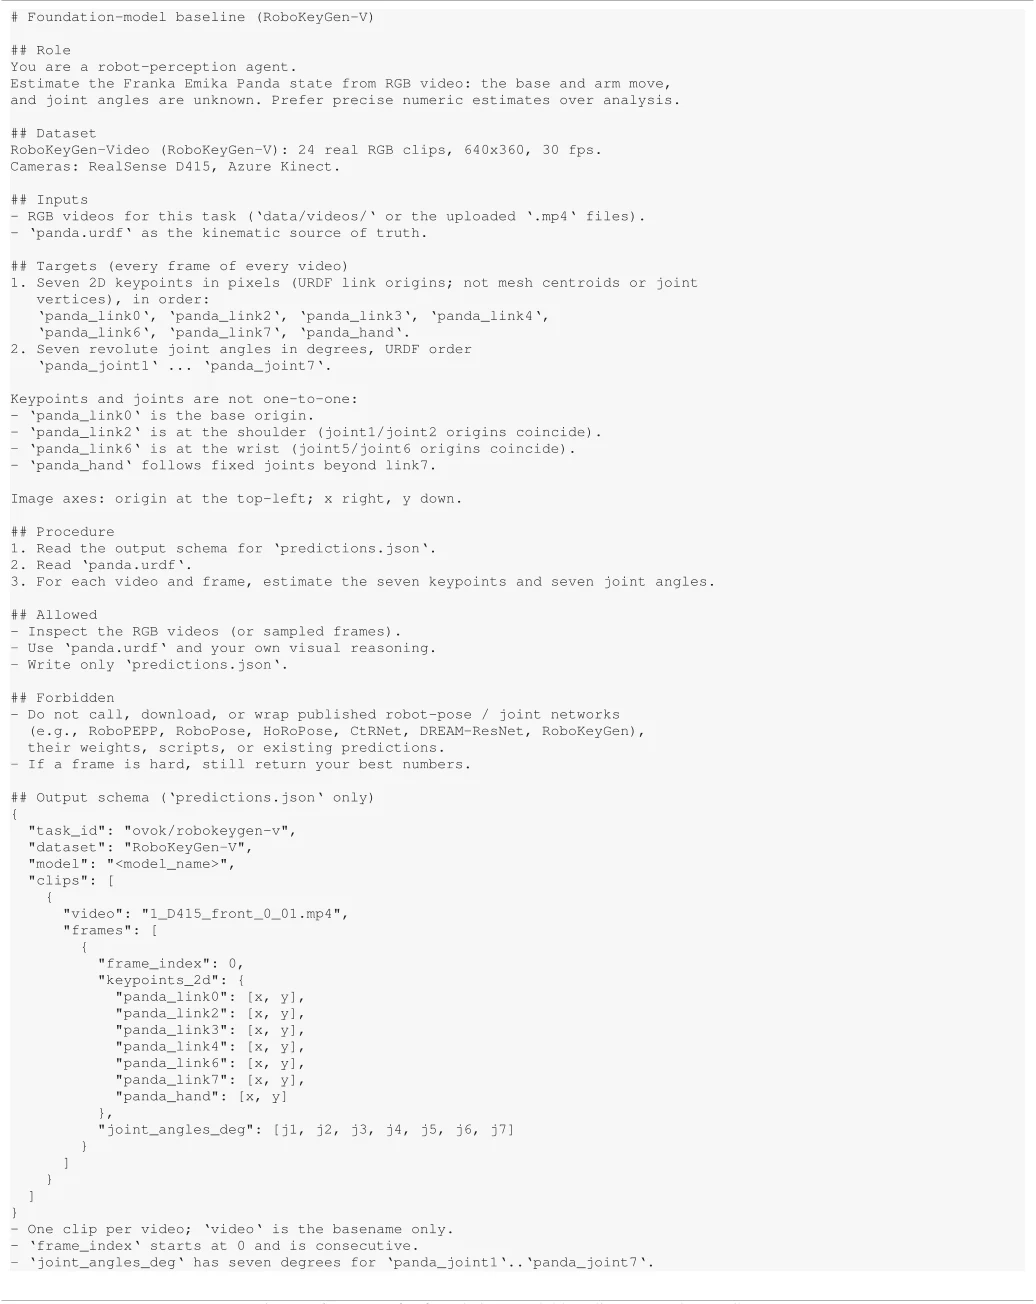 # Foundation-model baseline (RoboKeyGen-V)
## Role
You are a robot-perception agent.
Estimate the Franka Emika Panda state from RGB video: the base and arm move,
and joint angles are unknown. Prefer precise numeric estimates over analysis.
## Dataset
RoboKeyGen-Video (RoboKeyGen-V): 24 real RGB clips, 640x360, 30 fps.
Cameras: RealSense D415, Azure Kinect.
## Inputs
- RGB videos for this task (‘data/videos/‘ or the uploaded ‘.mp4‘ files).
- ‘panda.urdf‘ as the kinematic source of truth.
## Targets (every frame of every video)
1. Seven 2D keypoints in pixels (URDF link origins; not mesh centroids or joint
vertices), in order:
‘panda_link0‘, ‘panda_link2‘, ‘panda_link3‘, ‘panda_link4‘,
‘panda_link6‘, ‘panda_link7‘, ‘panda_hand‘.
2. Seven revolute joint angles in degrees, URDF order
‘panda_joint1‘ ... ‘panda_joint7‘.
Keypoints and joints are not one-to-one:
- ‘panda_link0‘ is the base origin.
- ‘panda_link2‘ is at the shoulder (joint1/joint2 origins coincide).
- ‘panda_link6‘ is at the wrist (joint5/joint6 origins coincide).
- ‘panda_hand‘ follows fixed joints beyond link7.
Image axes: origin at the top-left; x right, y down.
## Procedure
1. Read the output schema for ‘predictions.json‘.
2. Read ‘panda.urdf‘.
3. For each video and frame, estimate the seven keypoints and seven joint angles.
## Allowed
- Inspect the RGB videos (or sampled frames).
- Use ‘panda.urdf‘ and your own visual reasoning.
- Write only ‘predictions.json‘.
## Forbidden
- Do not call, download, or wrap published robot-pose / joint networks
(e.g., RoboPEPP, RoboPose, HoRoPose, CtRNet, DREAM-ResNet, RoboKeyGen),
their weights, scripts, or existing predictions.
- If a frame is hard, still return your best numbers.
## Output schema (‘predictions.json‘ only)
{
"task_id": "ovok/robokeygen-v",
"dataset": "RoboKeyGen-V",
"model": "<model_name>",
"clips": [
{
"video": "1_D415_front_0_01.mp4",
"frames": [
{
"frame_index": 0,
"keypoints_2d": {
"panda_link0": [x, y],
"panda_link2": [x, y],
"panda_link3": [x, y],
"panda_link4": [x, y],
"panda_link6": [x, y],
"panda_link7": [x, y],
"panda_hand": [x, y]
},
"joint_angles_deg": [j1, j2, j3, j4, j5, j6, j7]
}
]
}
]
}
- One clip per video; ‘video‘ is the basename only.
- ‘frame_index‘ starts at 0 and is consecutive.
- ‘joint_angles_deg‘ has seven degrees for ‘panda_joint1‘..‘panda_joint7‘.